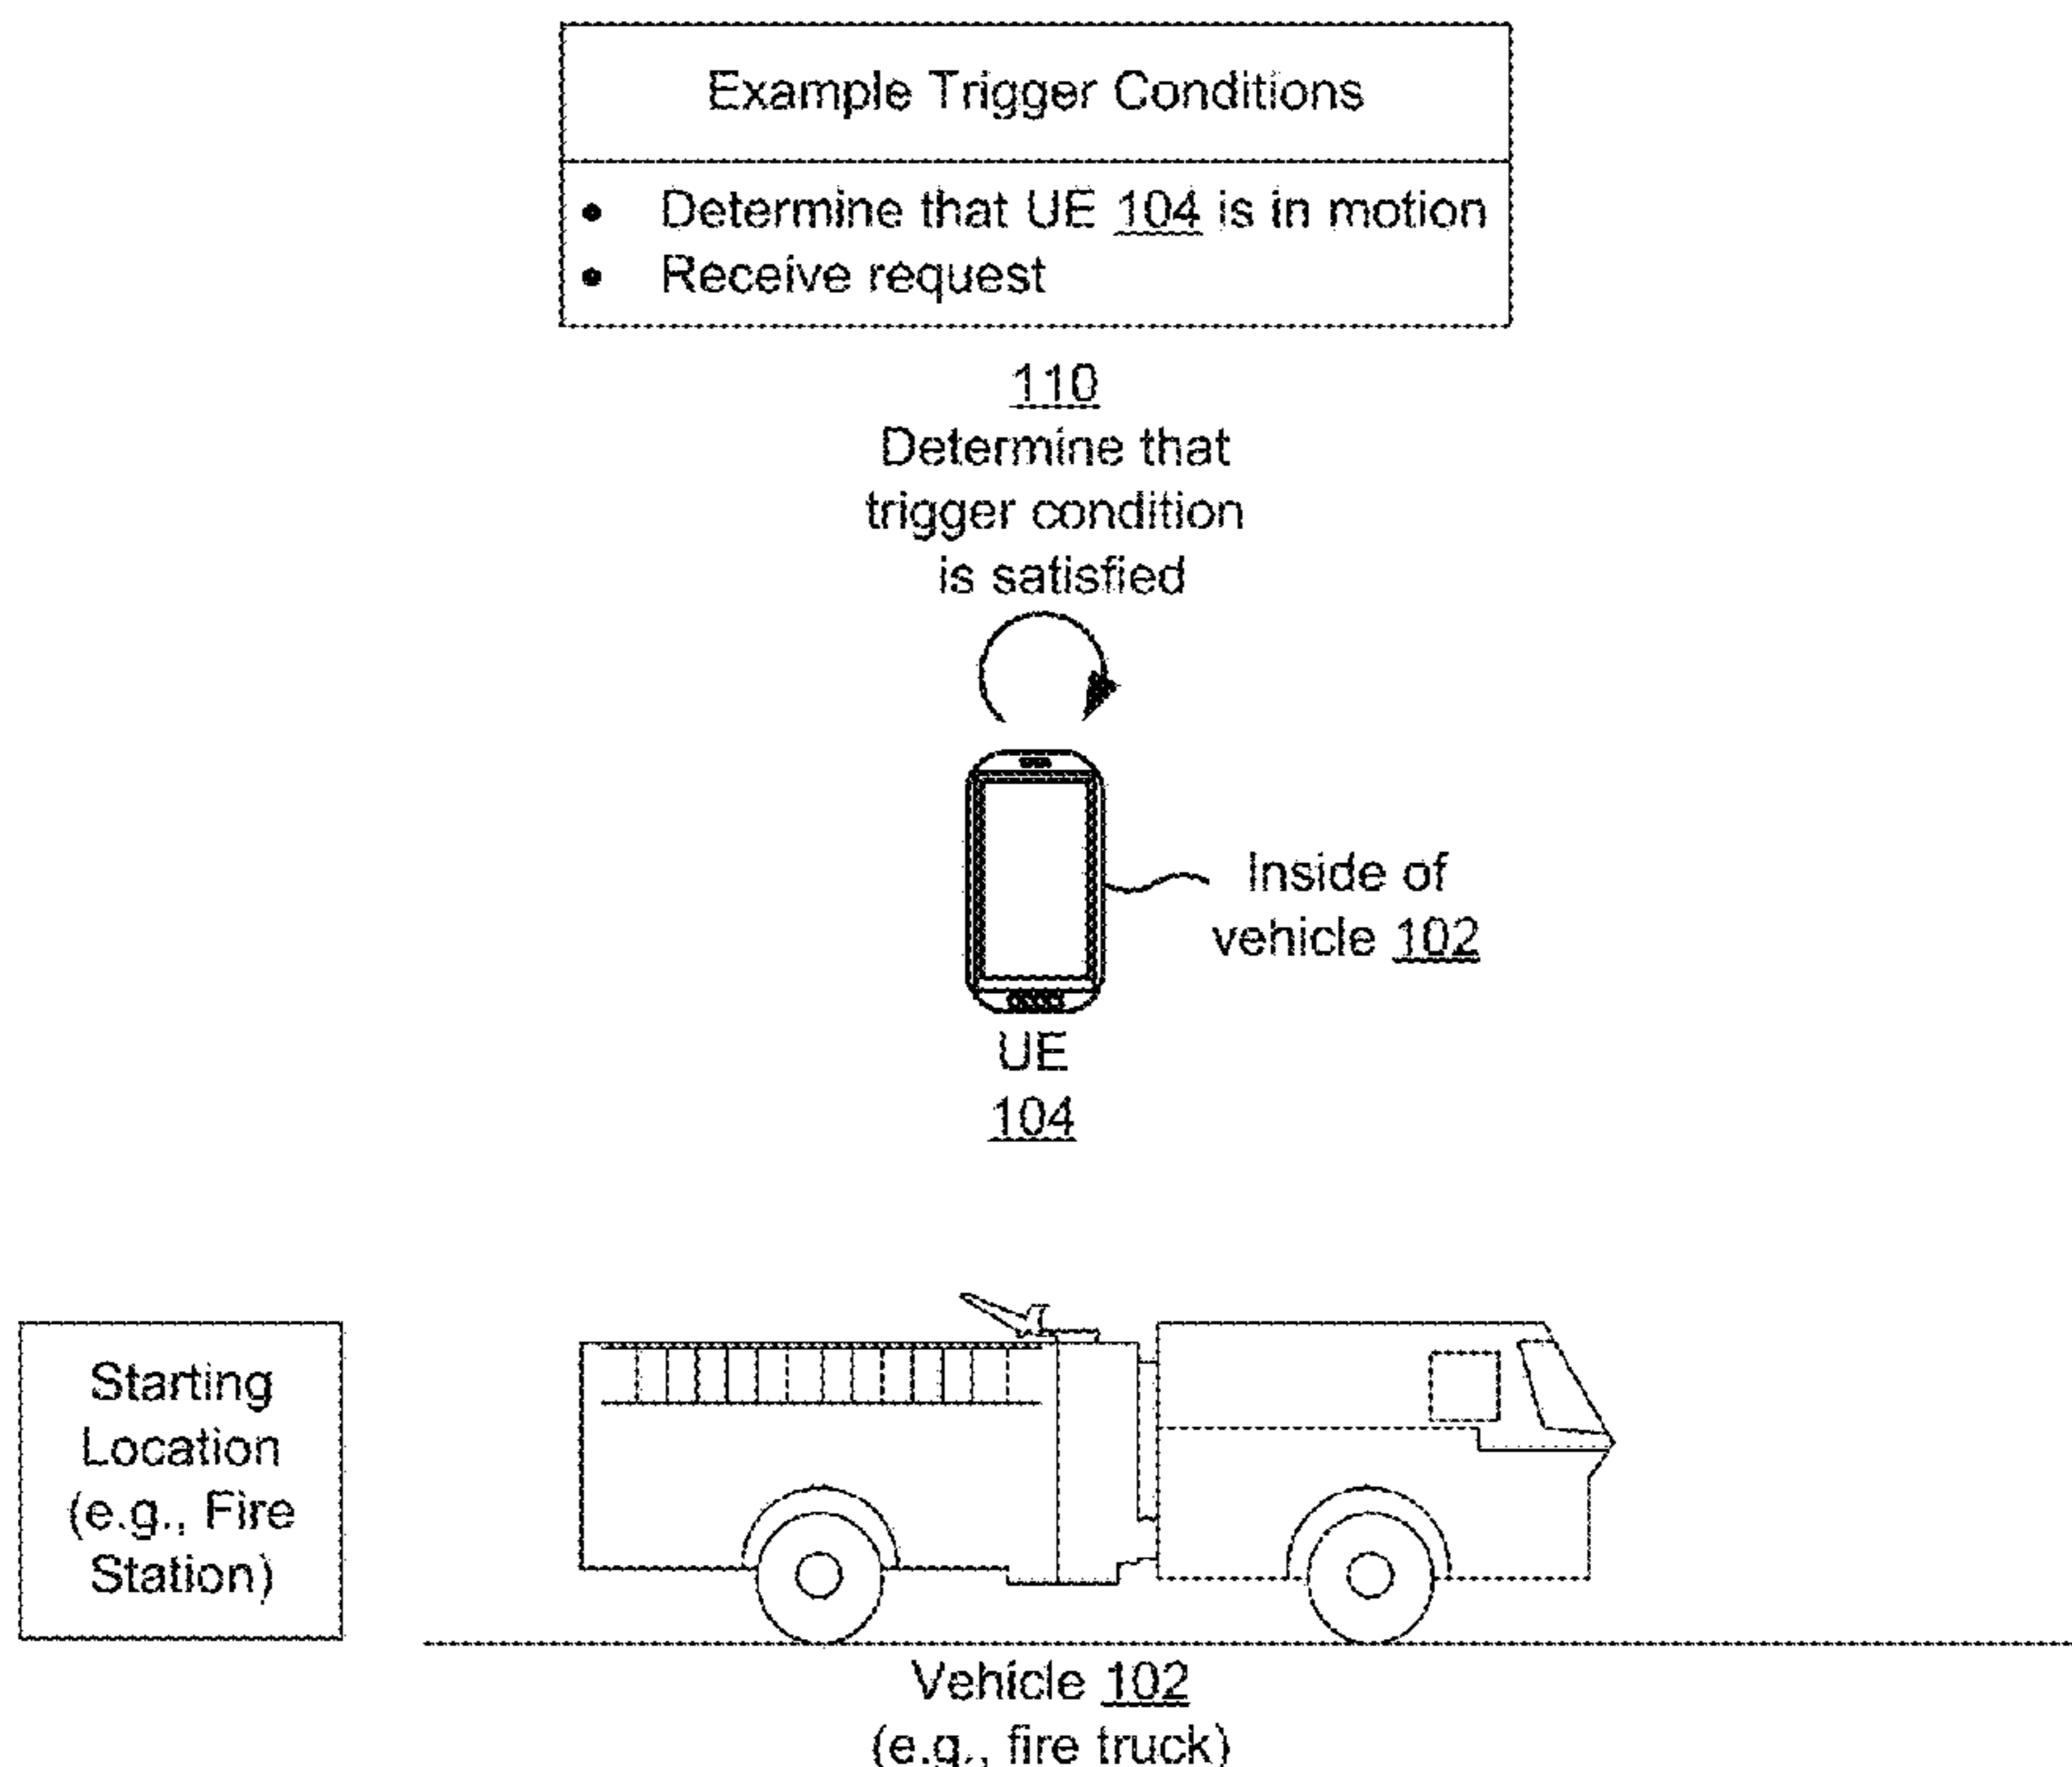 Example Trigger Conditions
• Determine that UE 104 is in motion
• Receive request
110
Determine that
trigger condition
is satisfied
Inside of
vehicle 102
UE
104
Starting
Location
(e.g., Fire
Station)
Vehicle 102
(e.g., fire truck)